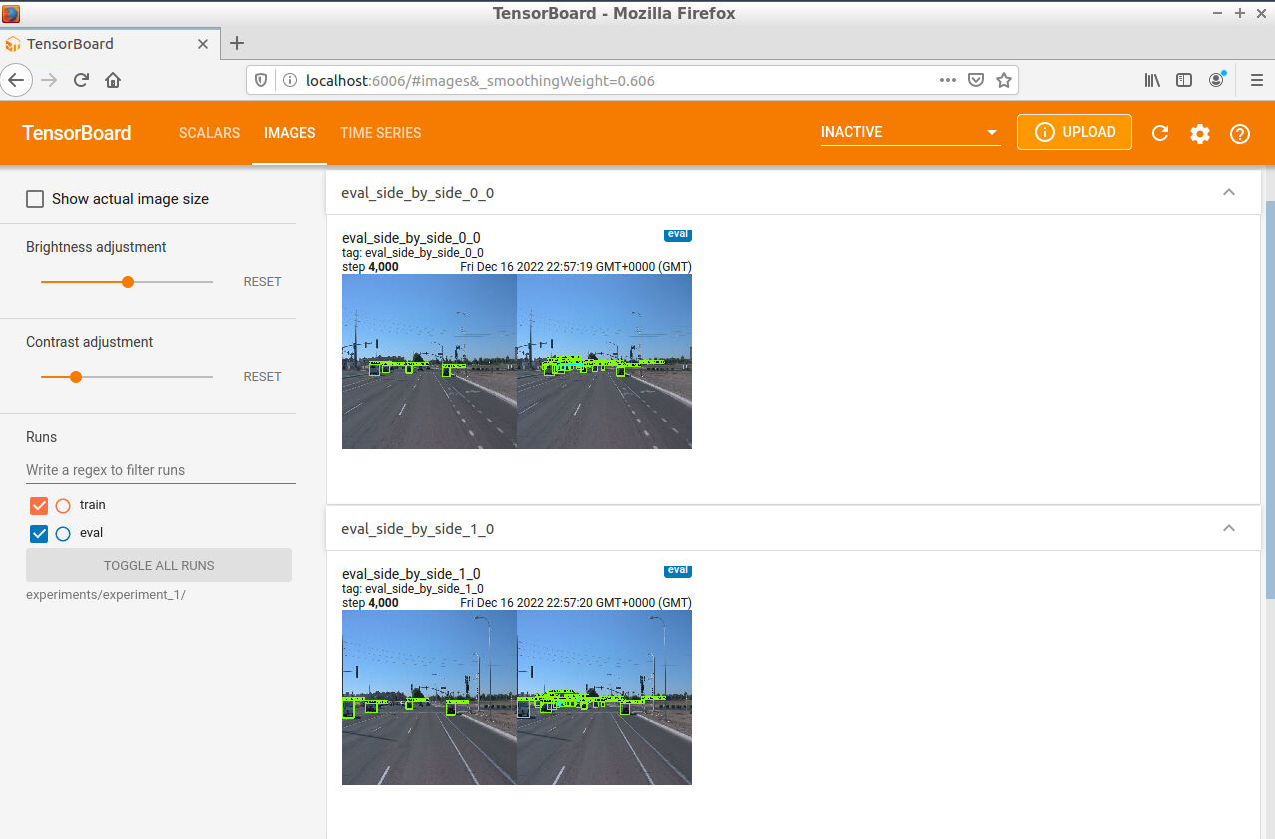 TensorBoard - Mozilla Firefox
TensorBoard
localhost:6006/#images&_smoothingWeight=0.606
TensorBoard SCALARS IMAGES TIME SERIES INACTIVE UPLOAD
Show actual image size
Brightness adjustment
RESET
Contrast adjustment
RESET
Runs
Write a regex to filter runs
train
eval
TOGGLE ALL RUNS
experiments/experiment_1/
eval_side_by_side_0_0
eval_side_by_side_0_0 eval
tag: eval_side_by_side_0_0
step 4,000 Fri Dec 16 2022 22:57:19 GMT+0000 (GMT)
eval_side_by_side_1_0
eval_side_by_side_1_0 eval
tag: eval_side_by_side_1_0
step 4,000 Fri Dec 16 2022 22:57:20 GMT+0000 (GMT)